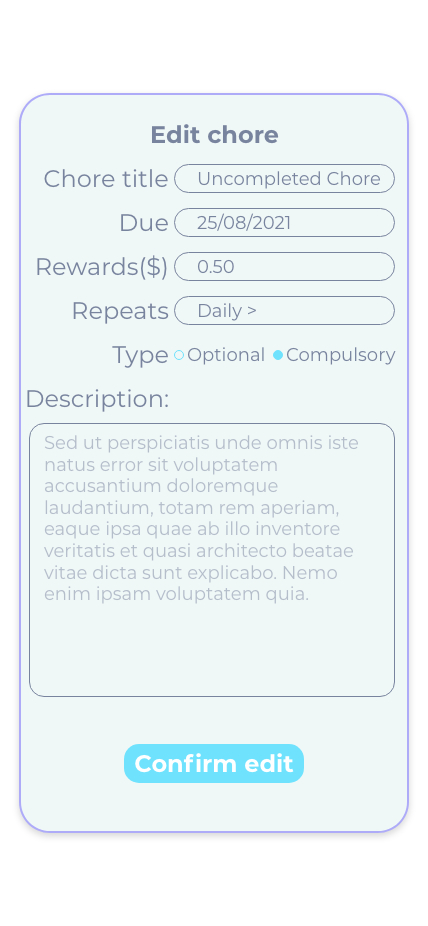 Edit chore
Chore title Uncompleted Chore
Due 25/08/2021
Rewards($) 0.50
Repeats Daily >
Type Optional Compulsory
Description:
Sed ut perspiciatis unde omnis iste
natus error sit voluptatem
accusantium doloremque
laudantium, totam rem aperiam,
eaque ipsa quae ab illo inventore
veritatis et quasi architecto beatae
vitae dicta sunt explicabo. Nemo
enim ipsam voluptatem quia.
Confirm edit